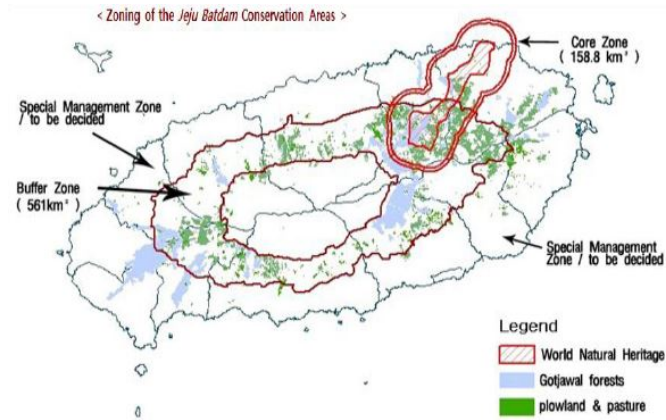 < Zoning of the Jeju Batdam Conservation Areas >
Core Zone
( 158.8 km² )
Special Management Zone
/ to be decided
Buffer Zone
( 561km² )
Special Management
Zone / to be decided
Legend
World Natural Heritage
Gotjawal forests
plowland & pasture